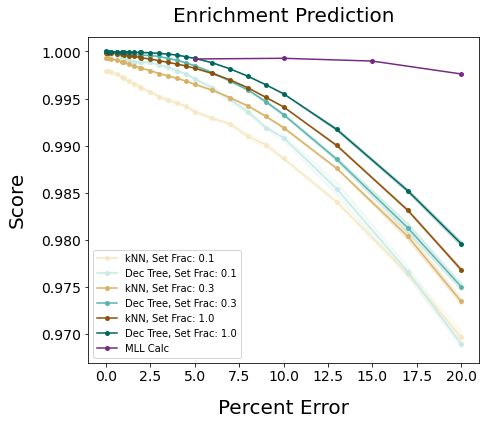 Enrichment Prediction
Score
1.000
0.995
0.990
0.985
0.980
0.975
0.970
kNN, Set Frac: 0.1
Dec Tree, Set Frac: 0.1
kNN, Set Frac: 0.3
Dec Tree, Set Frac: 0.3
kNN, Set Frac: 1.0
Dec Tree, Set Frac: 1.0
MLL Calc
0.0 2.5 5.0 7.5 10.0 12.5 15.0 17.5 20.0
Percent Error